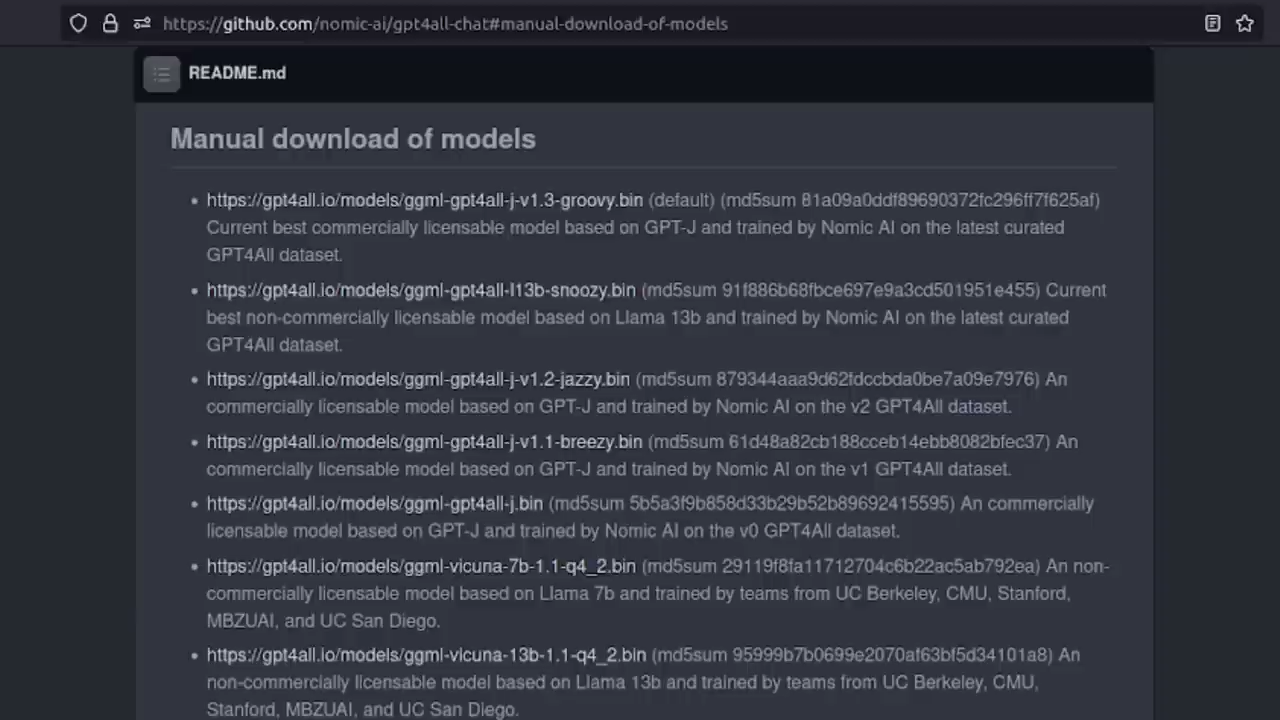 https://github.com/nomic-ai/gpt4all-chat#manual-download-of-models
README.md
Manual download of models
https://gpt4all.io/models/ggml-gpt4all-j-v1.3-groovy.bin (default) (md5sum 81a09a0ddf89690372fc296ff7f625af)
Current best commercially licensable model based on GPT-J and trained by Nomic AI on the latest curated
GPT4All dataset.
https://gpt4all.io/models/ggml-gpt4all-l13b-snoozy.bin (md5sum 91f886b68fbce697e9a3cd501951e455) Current
best non-commercially licensable model based on Llama 13b and trained by Nomic AI on the latest curated
GPT4All dataset.
https://gpt4all.io/models/ggml-gpt4all-j-v1.2-jazzy.bin (md5sum 879344aaa9d62fdccbda0be7a09e7976) An
commercially licensable model based on GPT-J and trained by Nomic AI on the v2 GPT4All dataset.
https://gpt4all.io/models/ggml-gpt4all-j-v1.1-breezy.bin (md5sum 61d48a82cb188cceb14ebb8082bfec37) An
commercially licensable model based on GPT-J and trained by Nomic AI on the v1 GPT4All dataset.
https://gpt4all.io/models/ggml-gpt4all-j.bin (md5sum 5b5a3f9b858d33b29b52b89692415595) An commercially
licensable model based on GPT-J and trained by Nomic AI on the v0 GPT4All dataset.
https://gpt4all.io/models/ggml-vicuna-7b-1.1-q4_2.bin (md5sum 29119f8fa11712704c6b22ac5ab792ea) An non-
commercially licensable model based on Llama 7b and trained by teams from UC Berkeley, CMU, Stanford,
MBZUAI, and UC San Diego.
https://gpt4all.io/models/ggml-vicuna-13b-1.1-q4_2.bin (md5sum 95999b7b0699e2070af63bf5d34101a8) An
non-commercially licensable model based on Llama 13b and trained by teams from UC Berkeley, CMU,
Stanford, MBZUAI, and UC San Diego.